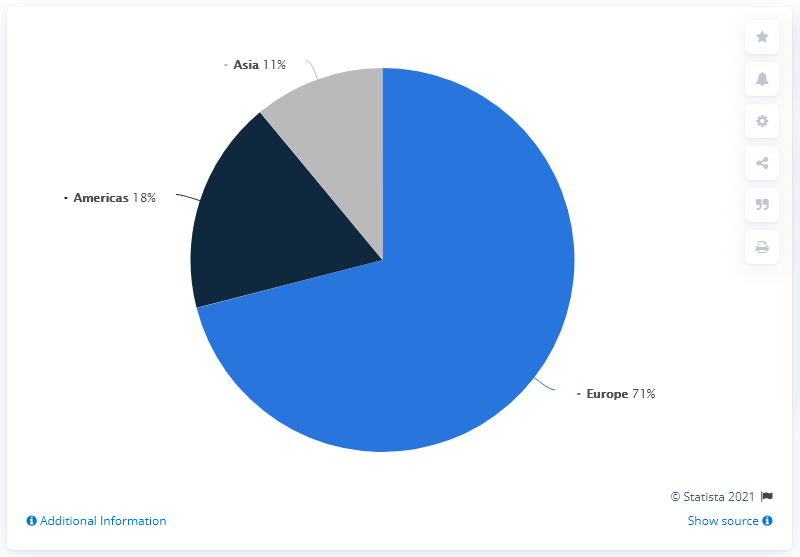 Asia 11%
Americas 18%
Europe 71%
© Statista 2021
Additional Information
Show source